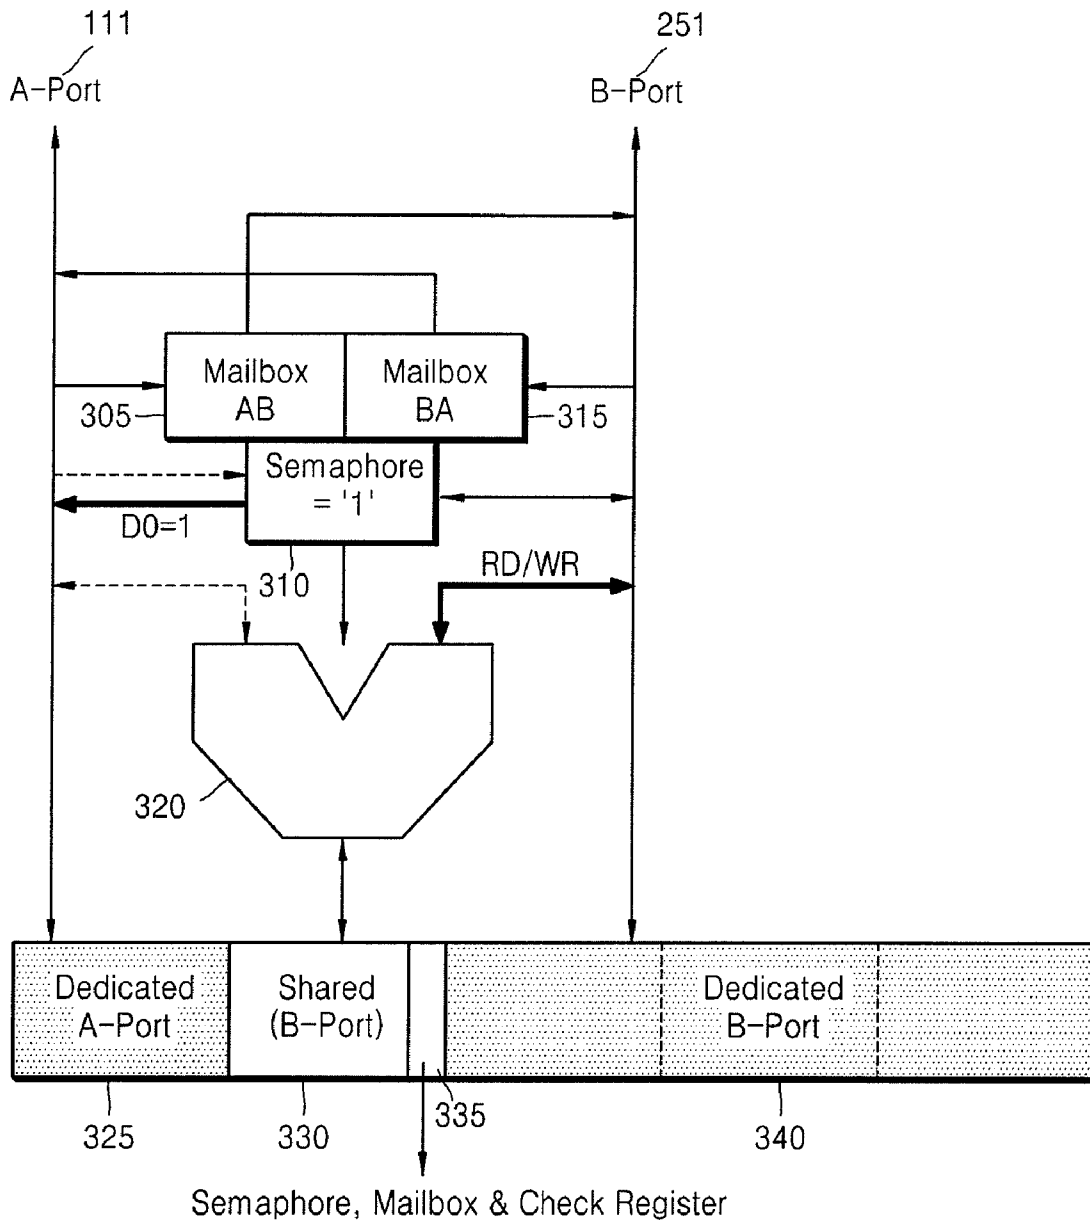 111
251
A-Port
B-Port
Mailbox
AB
Mailbox
BA
305
315
Semaphore
= '1'
D0=1
310
RD/WR
320
Dedicated
A-Port
Shared
(B-Port)
Dedicated
B-Port
325
330
335
340
Semaphore, Mailbox & Check Register